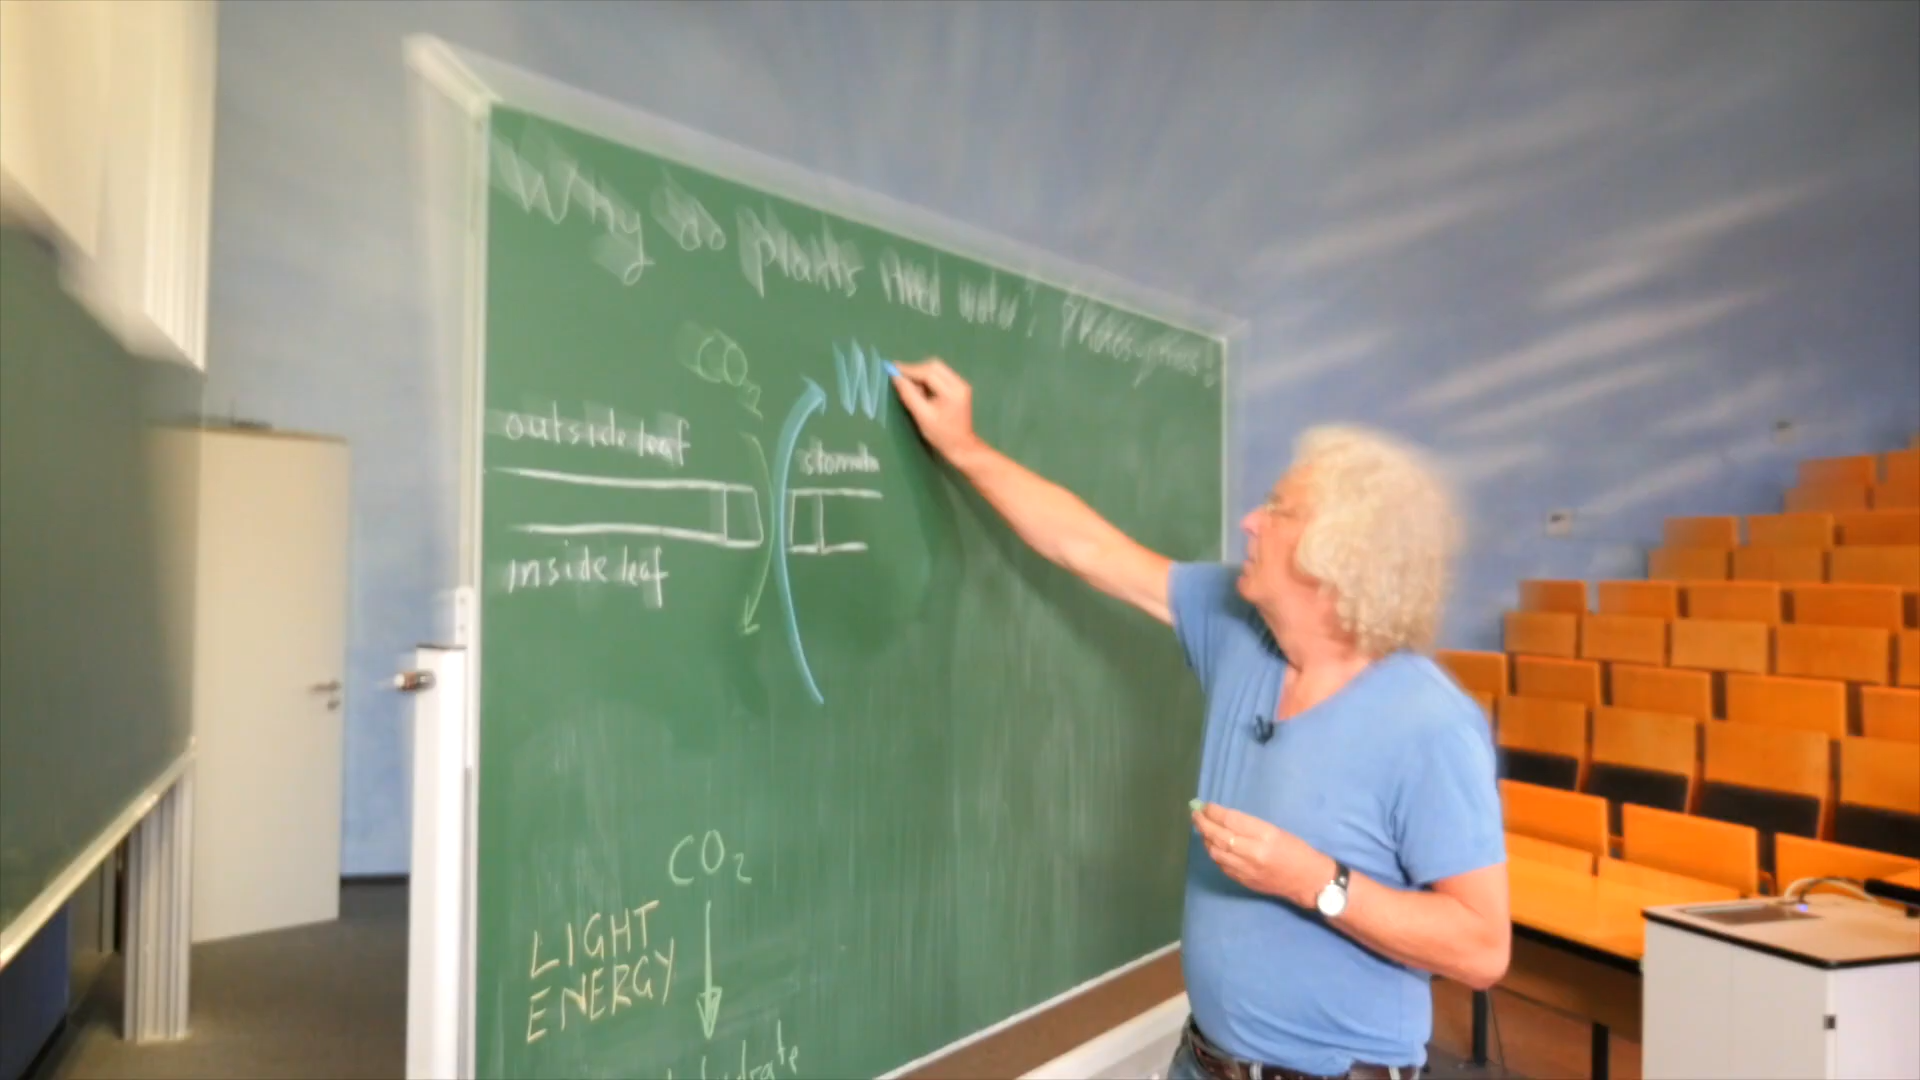 Why do plants need water? Photosynthesis!
CO₂
W
outside leaf
stomata
inside leaf
CO₂
LIGHT
ENERGY